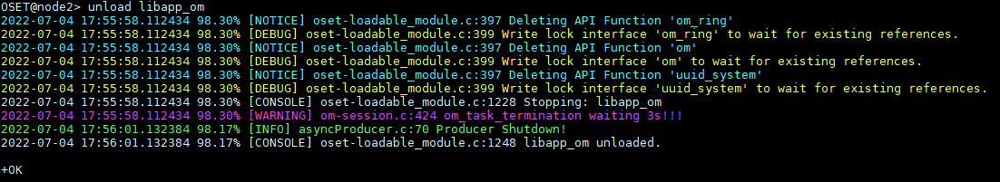 OSET@node2> unload libapp_om
2022-07-04 17:55:58.112434 98.30% [NOTICE] oset-loadable_module.c:397 Deleting API Function 'om_ring'
2022-07-04 17:55:58.112434 98.30% [DEBUG] oset-loadable_module.c:399 Write lock interface 'om_ring' to wait for existing references.
2022-07-04 17:55:58.112434 98.30% [NOTICE] oset-loadable_module.c:397 Deleting API Function 'om'
2022-07-04 17:55:58.112434 98.30% [DEBUG] oset-loadable_module.c:399 Write lock interface 'om' to wait for existing references.
2022-07-04 17:55:58.112434 98.30% [NOTICE] oset-loadable_module.c:397 Deleting API Function 'uuid_system'
2022-07-04 17:55:58.112434 98.30% [DEBUG] oset-loadable_module.c:399 Write lock interface 'uuid_system' to wait for existing references.
2022-07-04 17:55:58.112434 98.30% [CONSOLE] oset-loadable_module.c:1228 Stopping: libapp_om
2022-07-04 17:55:58.112434 98.30% [WARNING] om-session.c:424 om_task_termination waiting 3s!!!
2022-07-04 17:56:01.132384 98.17% [INFO] asyncProducer.c:70 Producer Shutdown!
2022-07-04 17:56:01.132384 98.17% [CONSOLE] oset-loadable_module.c:1248 libapp_om unloaded.
+OK